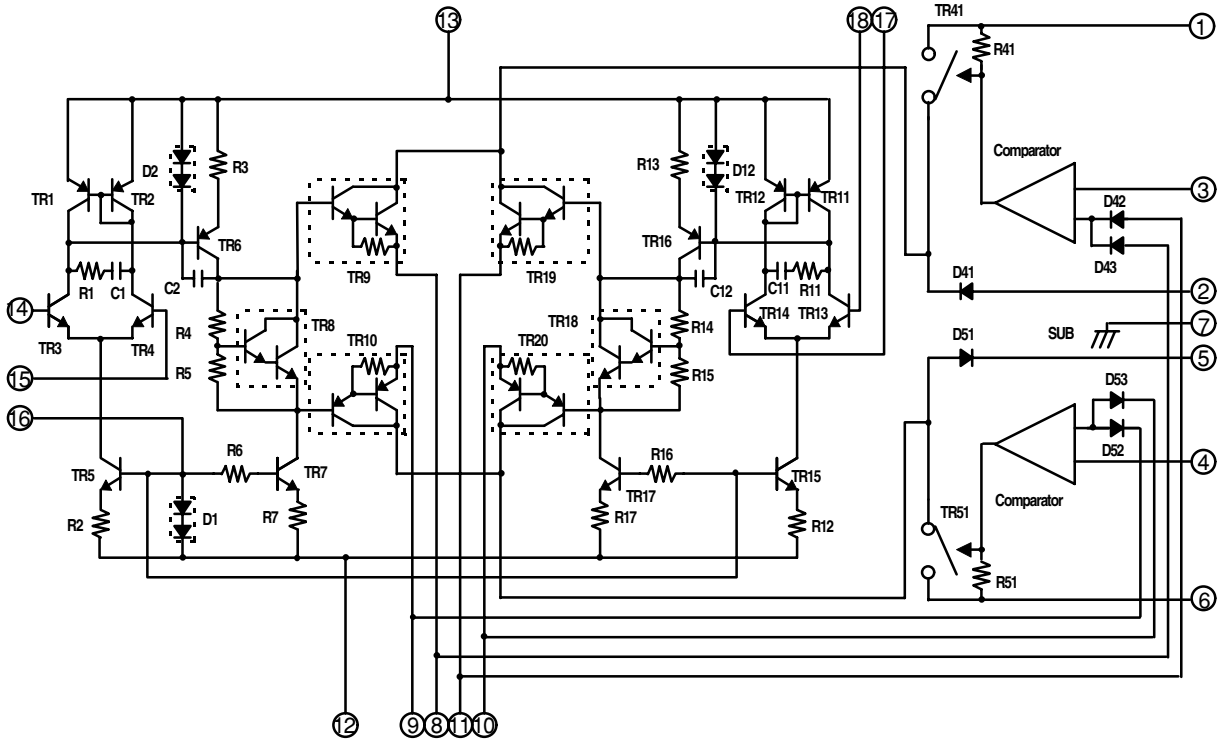 13
18 17
TR41
1
R41
D2
R3
R13
D12
Comparator
TR1
TR2
TR12
TR11
3
D42
TR6
TR16
D43
TR9
TR19
R1
C1
C2
C12
C11
R11
D41
2
14
R4
TR8
TR18
R14
TR14
TR13
TR3
TR4
TR10
TR20
SUB
7
D51
5
R5
R15
15
D53
16
D52
R6
R16
4
TR5
TR7
TR17
TR15
Comparator
R2
D1
R7
R17
R12
TR51
R51
6
12
9 8 11 10